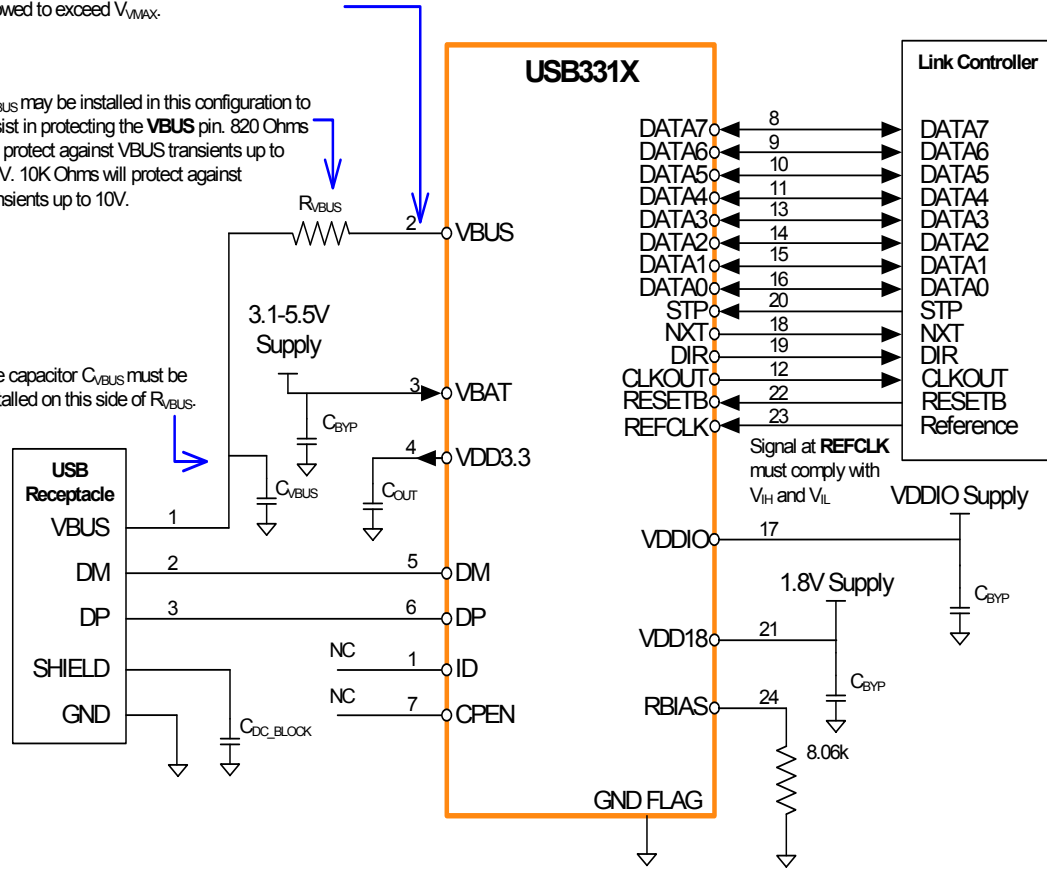 to exceed V_VMAX.
may be installed in this configuration to
in protecting the VBUS pin. 820 Ohms
protect against VBUS transients up to
10K Ohms will protect against
up to 10V.
R_VBUS
2
VBUS
3.1-5.5V
Supply
capacitor C_VBUS must be
on this side of R_VBUS.
3
VBAT
C_BYP
4
VDD3.3
C_VBUS
C_OUT
USB
Receptacle
VBUS
1
DM
2
5
DM
DP
3
6
DP
SHIELD
NC
1
ID
GND
NC
7
CPEN
C_DC_BLOCK
USB331X
Link Controller
DATA7
8
DATA7
DATA6
9
DATA6
DATA5
10
DATA5
DATA4
11
DATA4
DATA3
13
DATA3
DATA2
14
DATA2
DATA1
15
DATA1
DATA0
16
DATA0
STP
20
STP
NXT
18
NXT
DIR
19
DIR
CLKOUT
12
CLKOUT
RESETB
22
RESETB
REFCLK
23
Reference
Signal at REFCLK
must comply with
V_IH and V_IL
VDDIO Supply
VDDIO
17
C_BYP
1.8V Supply
VDD18
21
C_BYP
RBIAS
24
8.06k
GND FLAG